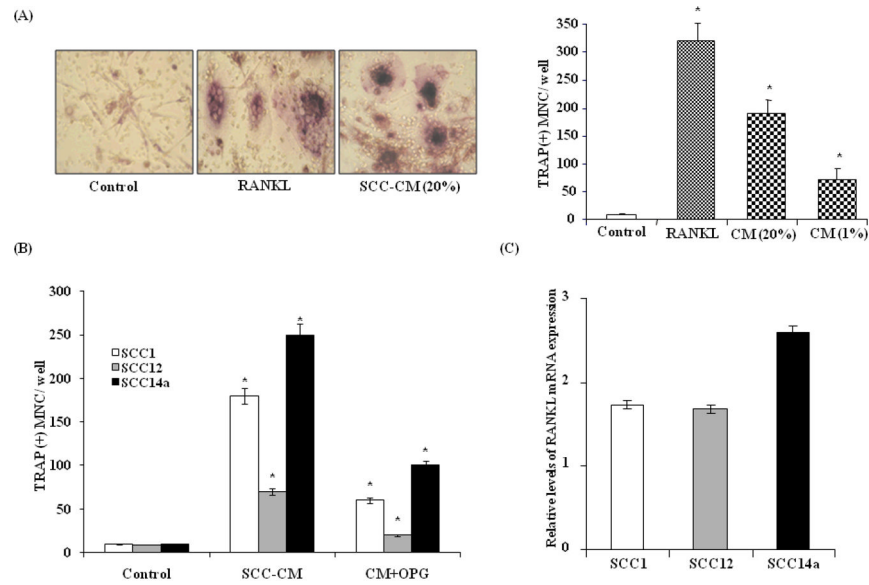 (A)
Control
RANKL
SCC-CM (20%)
TRAP (+) MNC/ well
350
300
250
200
150
100
50
0
*
*
*
Control
RANKL
CM (20%)
CM (1%)
(B)
TRAP (+) MNC/ well
300
250
200
150
100
50
0
SCC1
SCC12
SCC14a
*
*
*
*
*
*
Control
SCC-CM
CM+OPG
(C)
Relative levels of RANKL mRNA expression
3
2
1
0
SCC1
SCC12
SCC14a